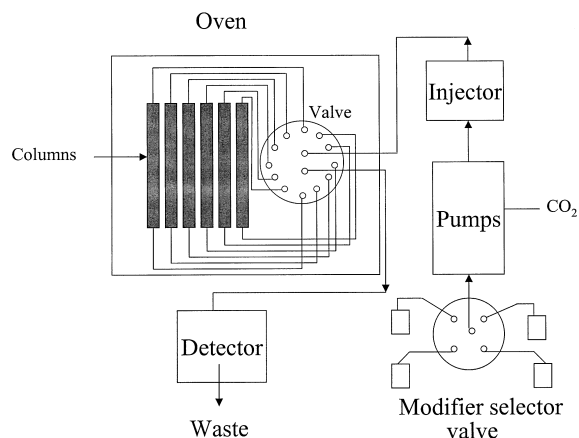 Oven
Valve
Injector
Columns
Pumps
CO₂
Detector
Waste
Modifier selector
valve